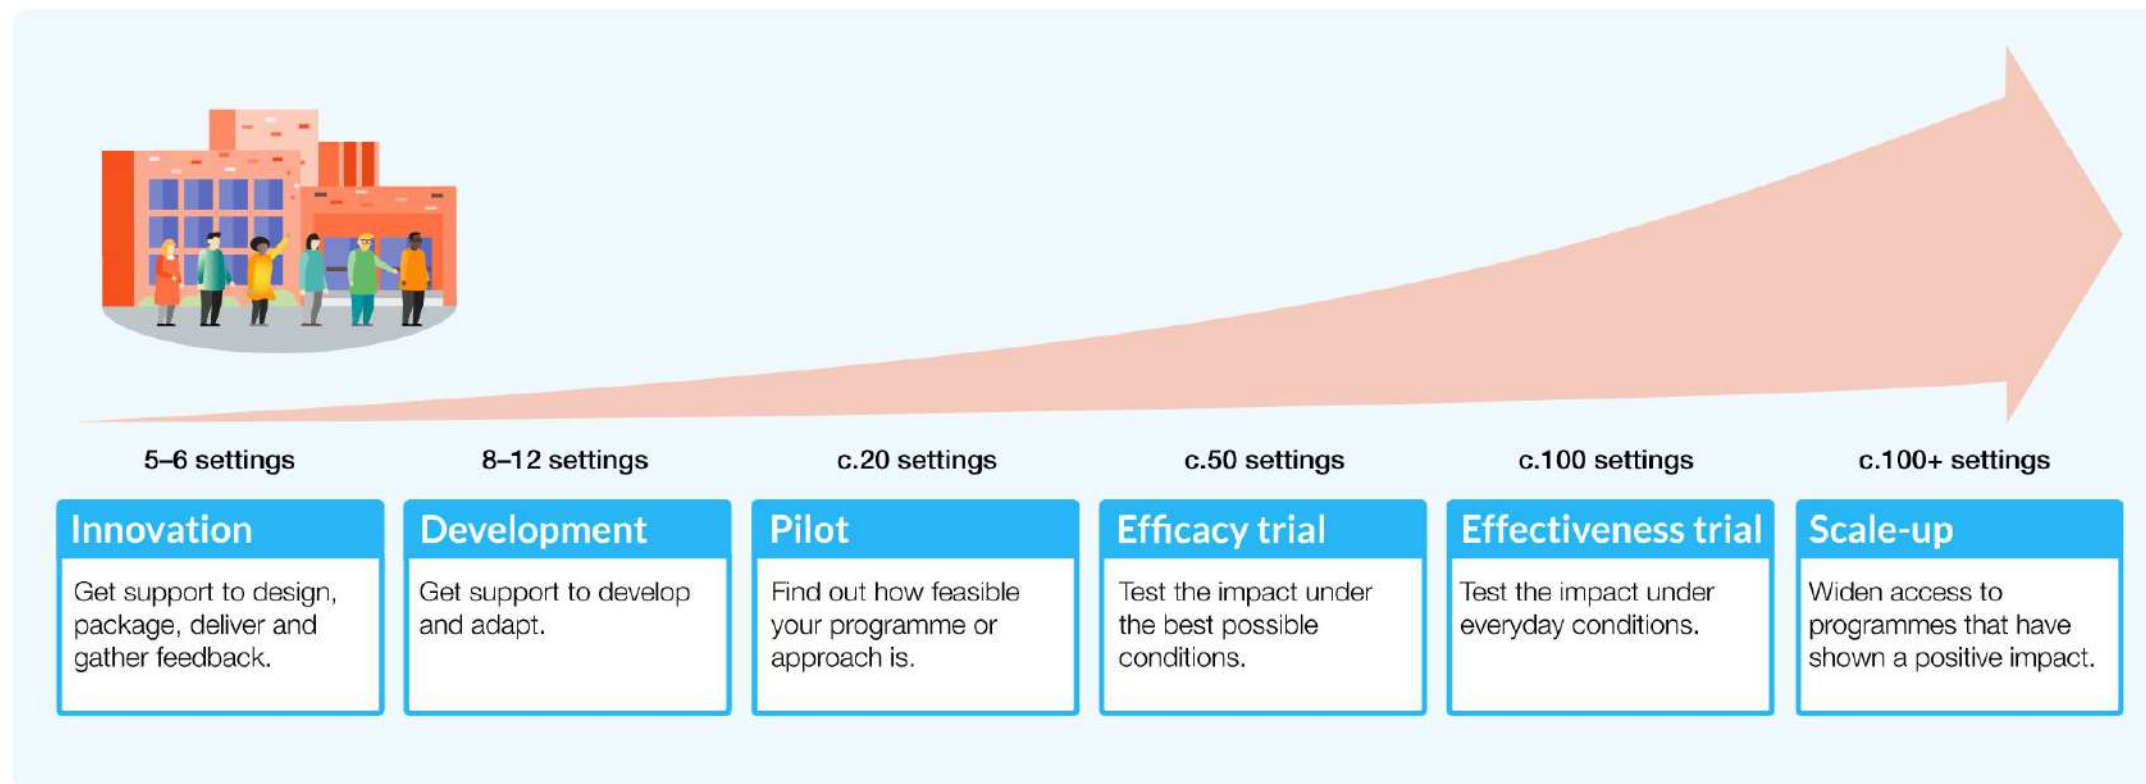 5–6 settings
8–12 settings
c.20 settings
c.50 settings
c.100 settings
c.100+ settings
Innovation
Get support to design,
package, deliver and
gather feedback.
Development
Get support to develop
and adapt.
Pilot
Find out how feasible
your programme or
approach is.
Efficacy trial
Test the impact under
the best possible
conditions.
Effectiveness trial
Test the impact under
everyday conditions.
Scale-up
Widen access to
programmes that have
shown a positive impact.